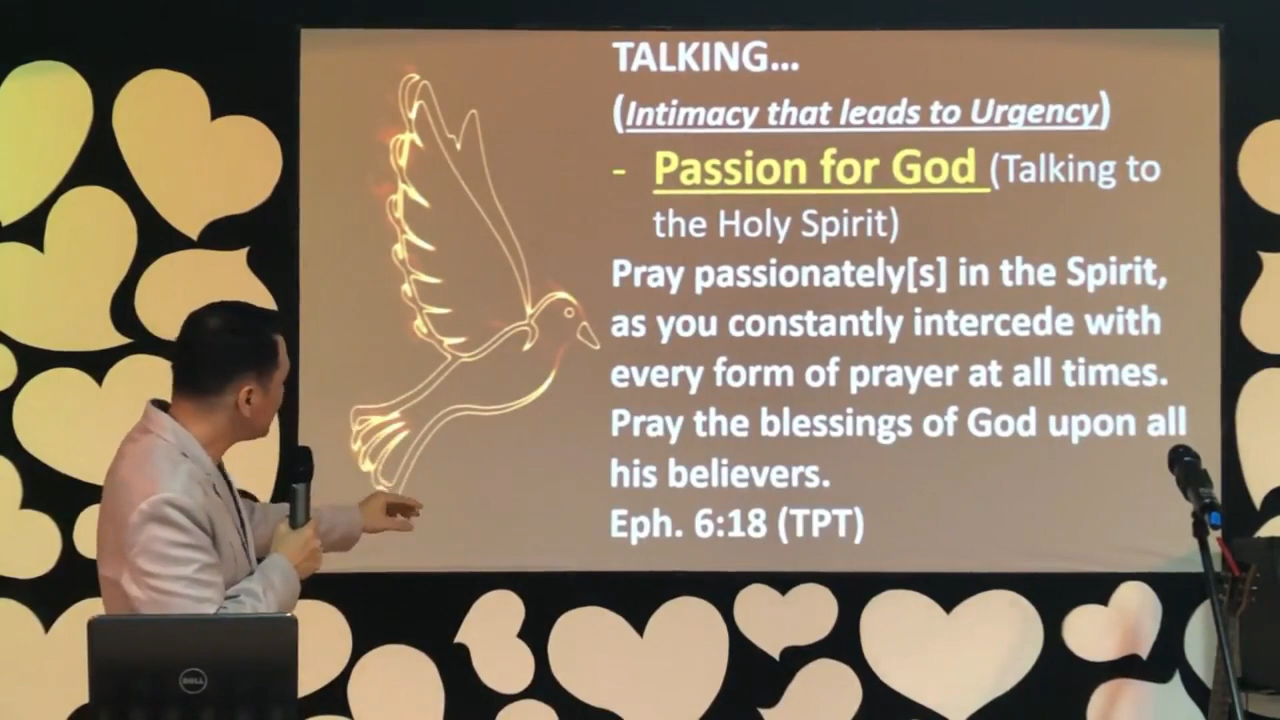 TALKING...
(Intimacy that leads to Urgency)
- Passion for God (Talking to
the Holy Spirit)
Pray passionately[s] in the Spirit,
as you constantly intercede with
every form of prayer at all times.
Pray the blessings of God upon all
his believers.
Eph. 6:18 (TPT)
DELL